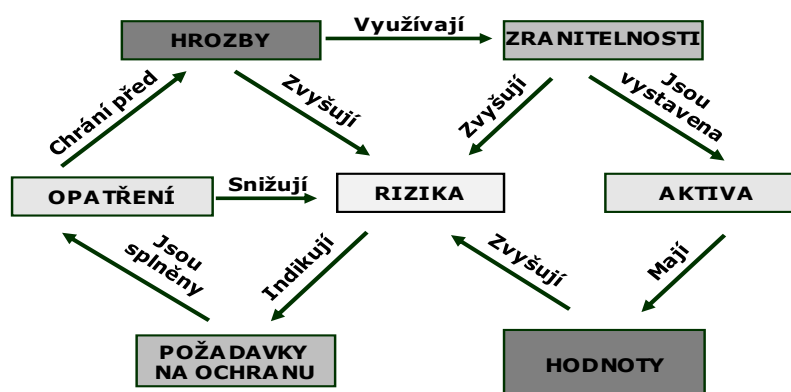 HROZBY
Využívají
ZRANITELNOSTI
Chrání před
Zvyšují
Zvyšují
Jsou
vystavena
OPATŘENÍ
Snižují
RIZIKA
AKTIVA
Jsou
splněny
Indikují
Zvyšují
Mají
POŽADAVKY
NA OCHRANU
HODNOTY